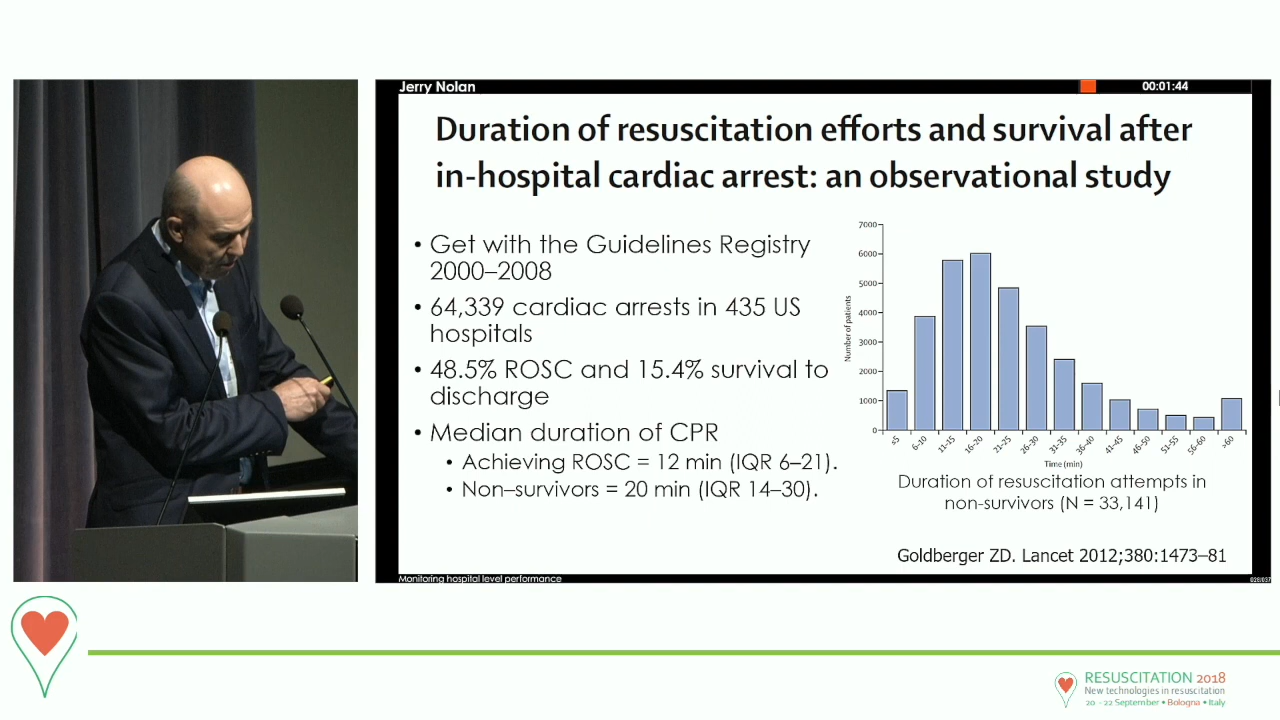 Jerry Nolan
00:01:44
Duration of resuscitation efforts and survival after
in-hospital cardiac arrest: an observational study
• Get with the Guidelines Registry
2000–2008
• 64,339 cardiac arrests in 435 US
hospitals
• 48.5% ROSC and 15.4% survival to
discharge
• Median duration of CPR
• Achieving ROSC = 12 min (IQR 6–21).
• Non–survivors = 20 min (IQR 14–30).
Number of patients
7000
6000
5000
4000
3000
2000
1000
0
≤5 6–10 11–15 16–20 21–25 26–30 31–35 36–40 41–45 46–50 51–55 56–60 >60
Time (min)
Duration of resuscitation attempts in
non-survivors (N = 33,141)
Goldberger ZD. Lancet 2012;380:1473–81
Monitoring hospital level performance
RESUSCITATION 2018
New technologies in resuscitation
20 - 22 September • Bologna • Italy